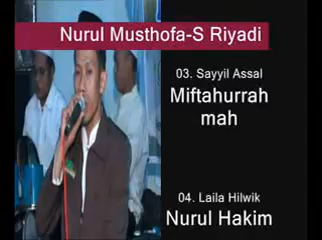 Nurul Musthofa-S Riyadi
03. Sayyil Assal
Miftahurrah
mah
04. Laila Hilwik
Nurul Hakim